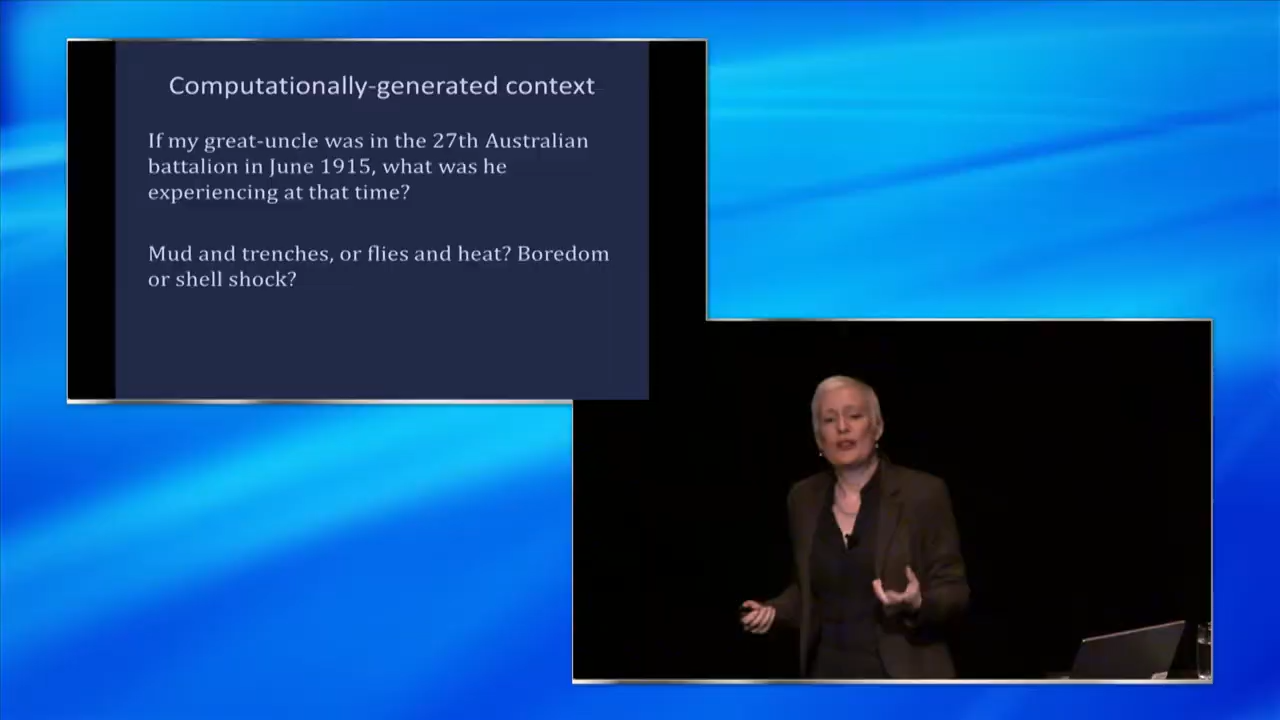 Computationally-generated context
If my great-uncle was in the 27th Australian
battalion in June 1915, what was he
experiencing at that time?
Mud and trenches, or flies and heat? Boredom
or shell shock?